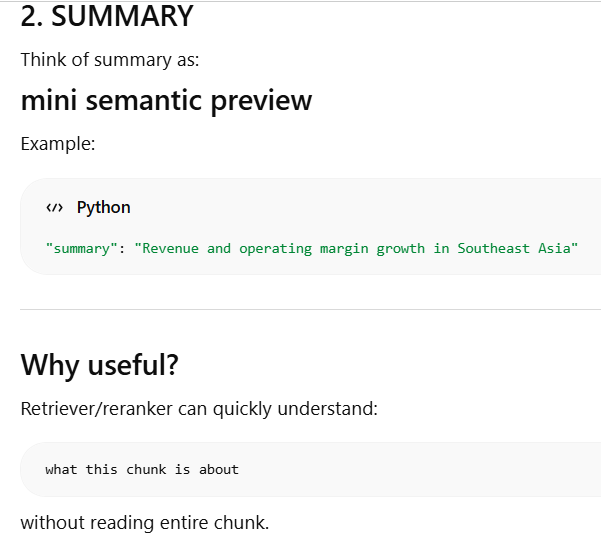 2. SUMMARY
Think of summary as:
mini semantic preview
Example:
</> Python
"summary": "Revenue and operating margin growth in Southeast Asia"
Why useful?
Retriever/reranker can quickly understand:
what this chunk is about
without reading entire chunk.